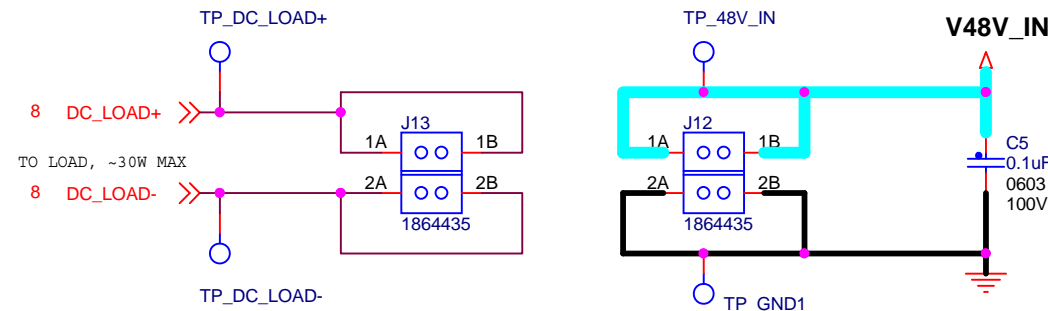 TP_DC_LOAD+
TP_48V_IN
V48V_IN
8 DC_LOAD+
J13
J12
1A
1B
1A
1B
C5
0.1uF
0603
100V
TO LOAD, ~30W MAX
8 DC_LOAD-
2A
2B
2A
2B
1864435
1864435
TP_DC_LOAD-
TP_GND1